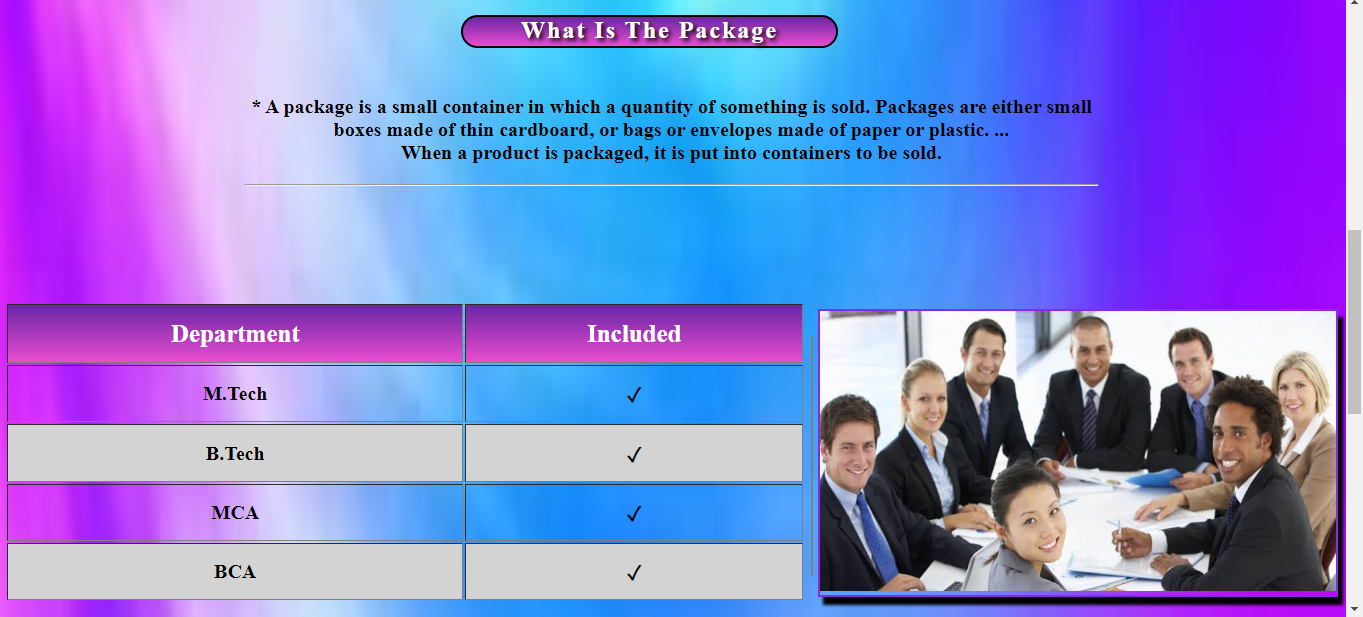 What Is The Package
* A package is a small container in which a quantity of something is sold. Packages are either small
boxes made of thin cardboard, or bags or envelopes made of paper or plastic. ...
When a product is packaged, it is put into containers to be sold.
Department Included
M.Tech ✓
B.Tech ✓
MCA ✓
BCA ✓